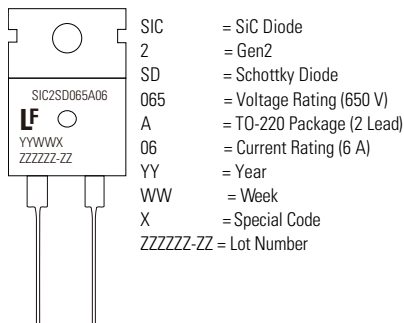 SIC2SD065A06
LF
YYWWX
ZZZZZZ-ZZ
SIC = SiC Diode
2 = Gen2
SD = Schottky Diode
065 = Voltage Rating (650 V)
A = TO-220 Package (2 Lead)
06 = Current Rating (6 A)
YY = Year
WW = Week
X = Special Code
ZZZZZZ-ZZ = Lot Number